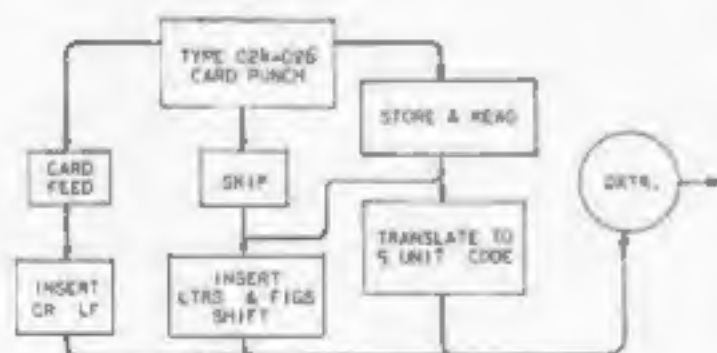 TYPE 024-026
CARD PUNCH
STORE & READ
CARD
FEED
SKIP
TRANSLATE TO
5 UNIT CODE
INSERT
CR LF
INSERT
LTRS & FIGS
SHIFT